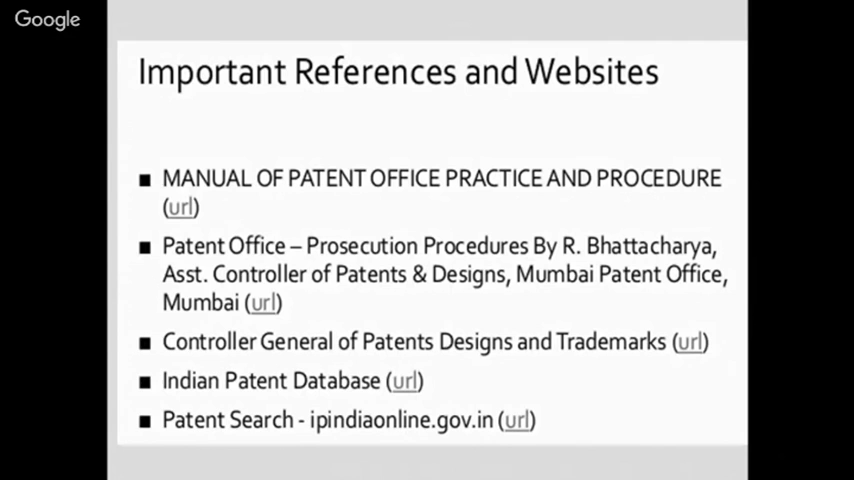 Google
Important References and Websites
■ MANUAL OF PATENT OFFICE PRACTICE AND PROCEDURE
(url)
■ Patent Office – Prosecution Procedures By R. Bhattacharya,
Asst. Controller of Patents & Designs, Mumbai Patent Office,
Mumbai (url)
■ Controller General of Patents Designs and Trademarks (url)
■ Indian Patent Database (url)
■ Patent Search - ipindiaonline.gov.in (url)